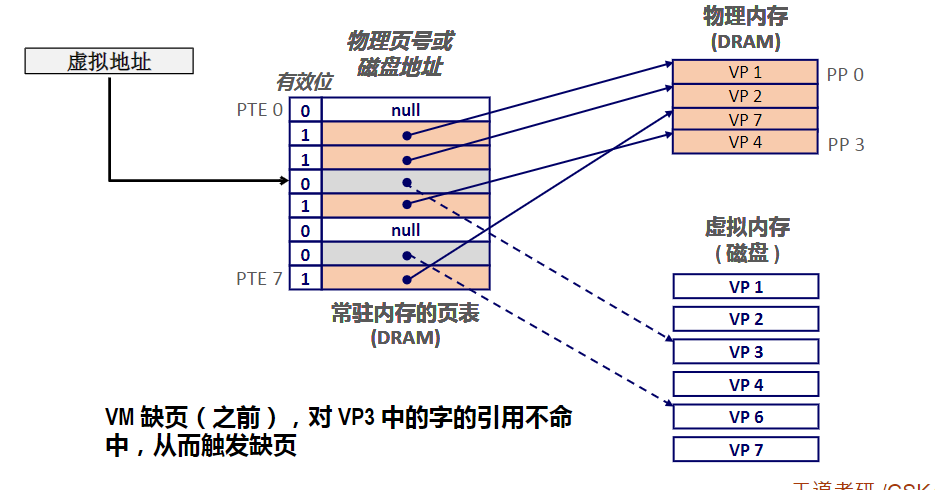 虚拟地址
物理页号或
磁盘地址
有效位
PTE 0
0
null
1
1
0
1
0
null
0
PTE 7
1
常驻内存的页表
(DRAM)
物理内存
(DRAM)
VP 1
PP 0
VP 2
VP 7
VP 4
PP 3
虚拟内存
(磁盘)
VP 1
VP 2
VP 3
VP 4
VP 6
VP 7
VM 缺页(之前),对 VP3 中的字的引用不命
中,从而触发缺页